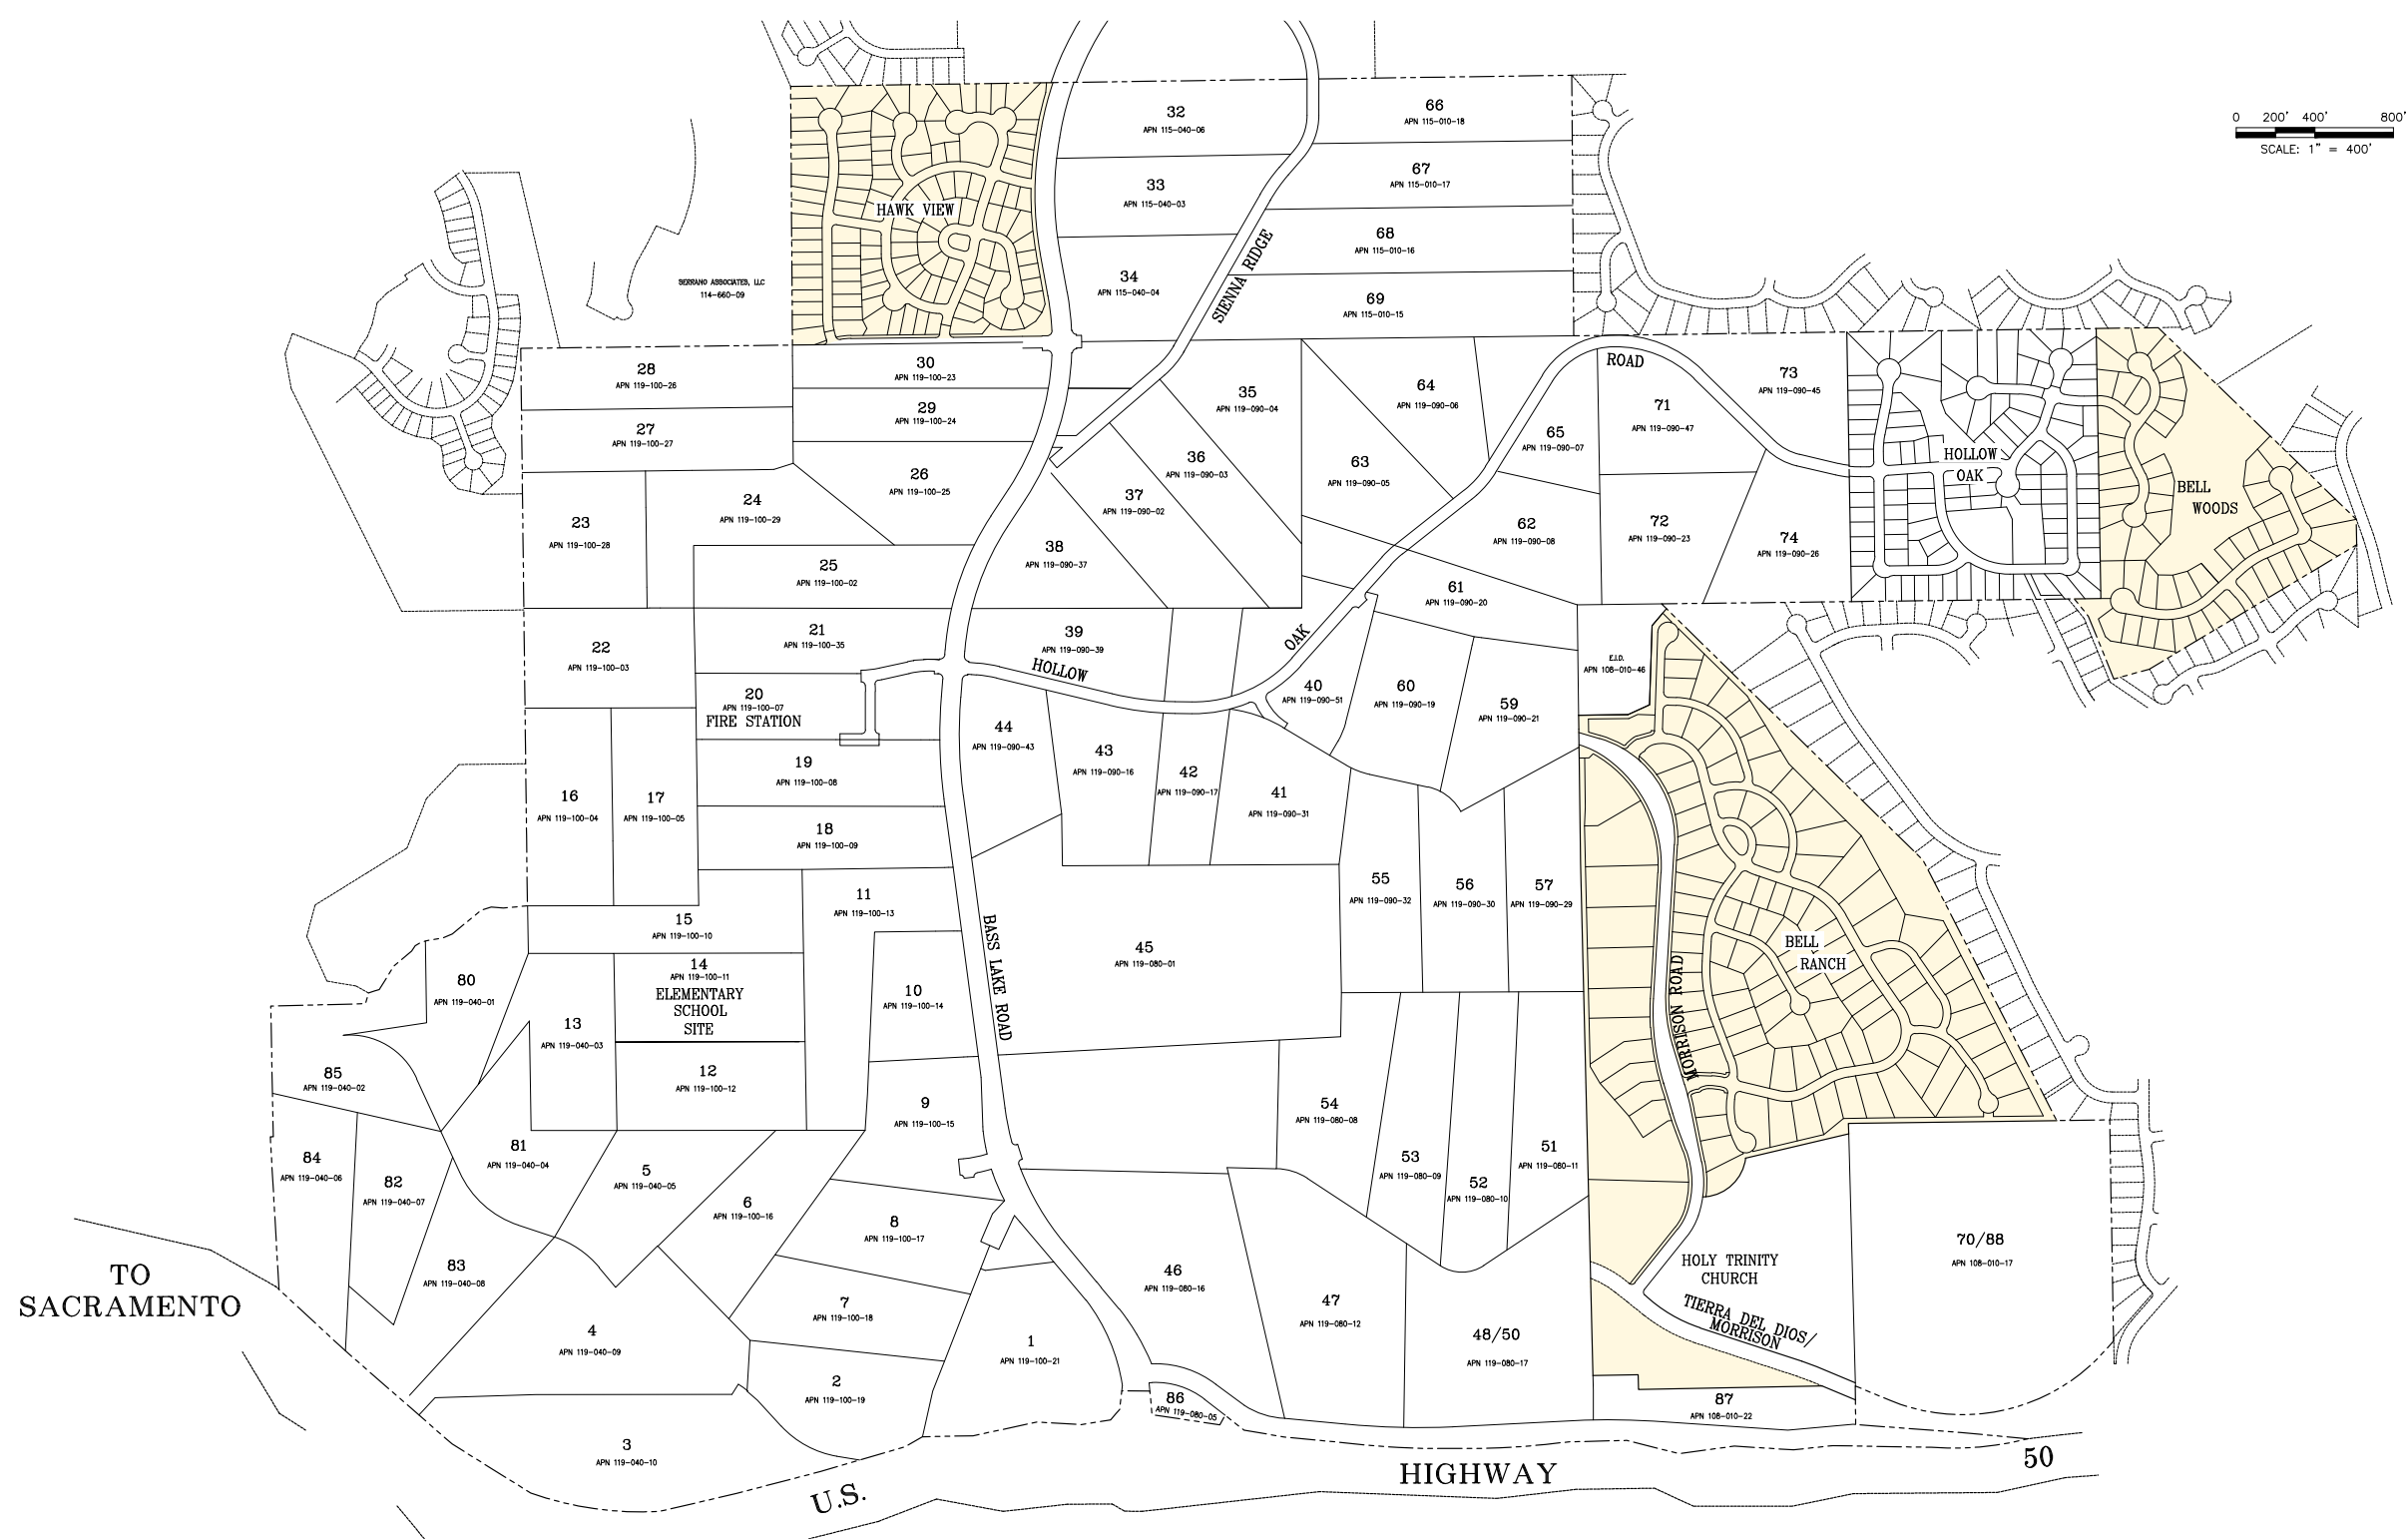 0 200' 400' 800'
SCALE: 1" = 400'
32
APN 115-040-06
66
APN 115-010-18
33
APN 115-040-03
67
APN 115-010-17
HAWK VIEW
68
APN 115-010-16
34
APN 115-040-04
SIENNA RIDGE
69
APN 115-010-15
SERRANO ASSOCIATES, LLC
114-660-09
28
APN 119-100-26
30
APN 119-100-23
27
APN 119-100-27
29
APN 119-100-24
35
APN 119-090-04
64
APN 119-090-06
ROAD
73
APN 119-090-45
71
APN 119-090-47
65
APN 119-090-07
HOLLOW
OAK
BELL
WOODS
26
APN 119-100-25
36
APN 119-090-03
63
APN 119-090-05
37
APN 119-090-02
23
APN 119-100-28
24
APN 119-100-29
62
APN 119-090-08
72
APN 119-090-23
74
APN 119-090-26
25
APN 119-100-02
38
APN 119-090-37
61
APN 119-090-20
22
APN 119-100-03
21
APN 119-100-35
39
APN 119-090-39
HOLLOW
OAK
E.I.D.
APN 108-010-46
20
APN 119-100-07
FIRE STATION
40
APN 119-090-51
60
APN 119-090-19
59
APN 119-090-21
44
APN 119-090-43
43
APN 119-090-16
42
APN 119-090-17
41
APN 119-090-31
19
APN 119-100-08
16
APN 119-100-04
17
APN 119-100-05
18
APN 119-100-09
55
APN 119-090-32
56
APN 119-090-30
57
APN 119-090-29
11
APN 119-100-13
15
APN 119-100-10
BASS LAKE ROAD
45
APN 119-080-01
BELL
RANCH
MORRISON ROAD
80
APN 119-040-01
14
APN 119-100-11
ELEMENTARY
SCHOOL
SITE
10
APN 119-100-14
13
APN 119-040-03
85
APN 119-040-02
12
APN 119-100-12
9
APN 119-100-15
54
APN 119-080-08
81
APN 119-040-04
84
APN 119-040-06
82
APN 119-040-07
5
APN 119-040-05
53
APN 119-080-09
52
APN 119-080-10
51
APN 119-080-11
6
APN 119-100-16
8
APN 119-100-17
TO
SACRAMENTO
83
APN 119-040-08
46
APN 119-080-16
HOLY TRINITY
CHURCH
70/88
APN 108-010-17
7
APN 119-100-18
47
APN 119-080-12
TIERRA DEL DIOS/
MORRISON
4
APN 119-040-09
1
APN 119-100-21
48/50
APN 119-080-17
2
APN 119-100-19
86
APN 119-080-05
87
APN 108-010-22
3
APN 119-040-10
U.S.
HIGHWAY
50